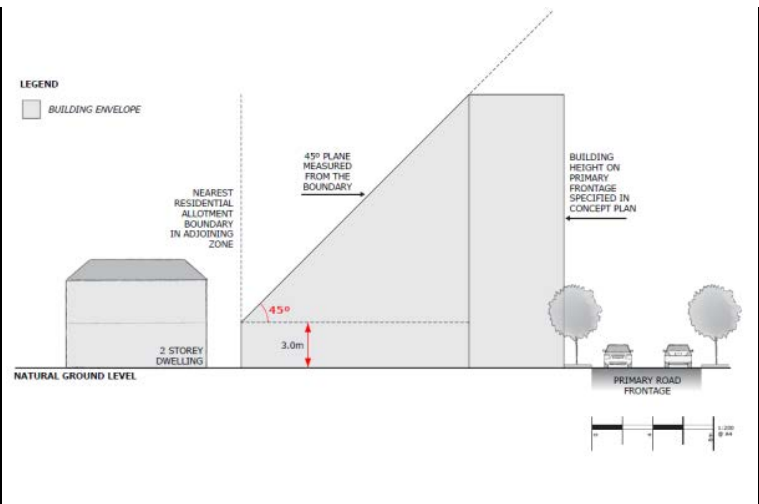 LEGEND
BUILDING ENVELOPE
NEAREST
RESIDENTIAL
ALLOTMENT
BOUNDARY
IN ADJOINING
ZONE
45º PLANE
MEASURED
FROM THE
BOUNDARY
BUILDING
HEIGHT ON
PRIMARY
FRONTAGE
SPECIFIED IN
CONCEPT PLAN
45º
3.0m
2 STOREY
DWELLING
NATURAL GROUND LEVEL
PRIMARY ROAD
FRONTAGE
1:200
@ A4